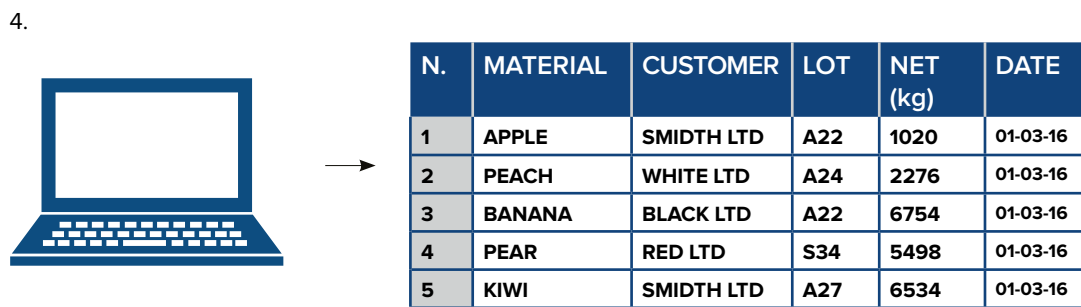 4.
N. MATERIAL CUSTOMER LOT NET (kg) DATE
1 APPLE SMIDTH LTD A22 1020 01-03-16
2 PEACH WHITE LTD A24 2276 01-03-16
3 BANANA BLACK LTD A22 6754 01-03-16
4 PEAR RED LTD S34 5498 01-03-16
5 KIWI SMIDTH LTD A27 6534 01-03-16